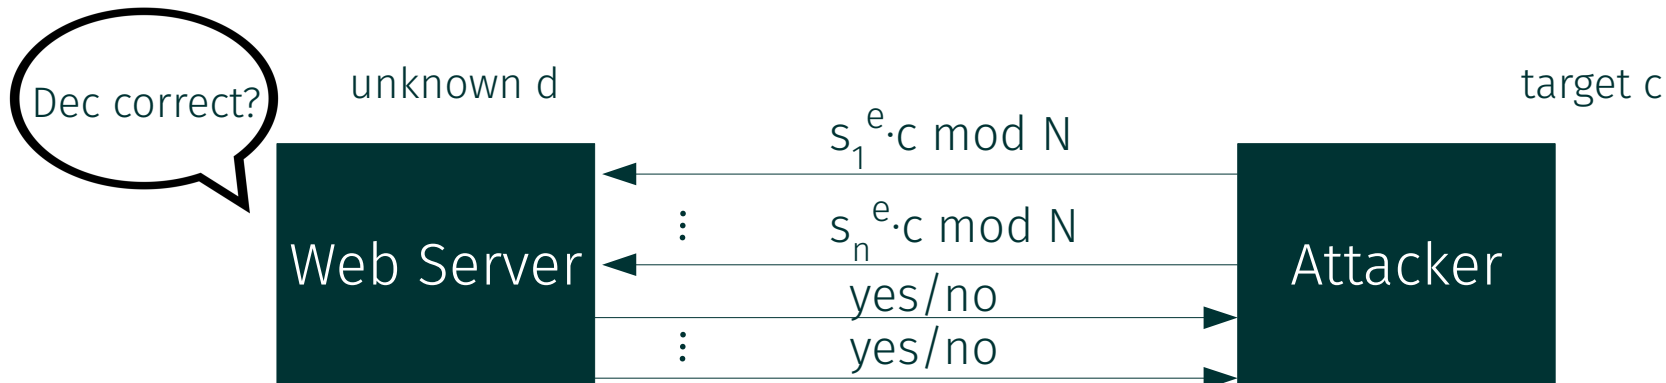 Dec correct?
unknown d
target c
s₁ᵉ·c mod N
⋮
sₙᵉ·c mod N
Web Server
Attacker
yes/no
⋮
yes/no